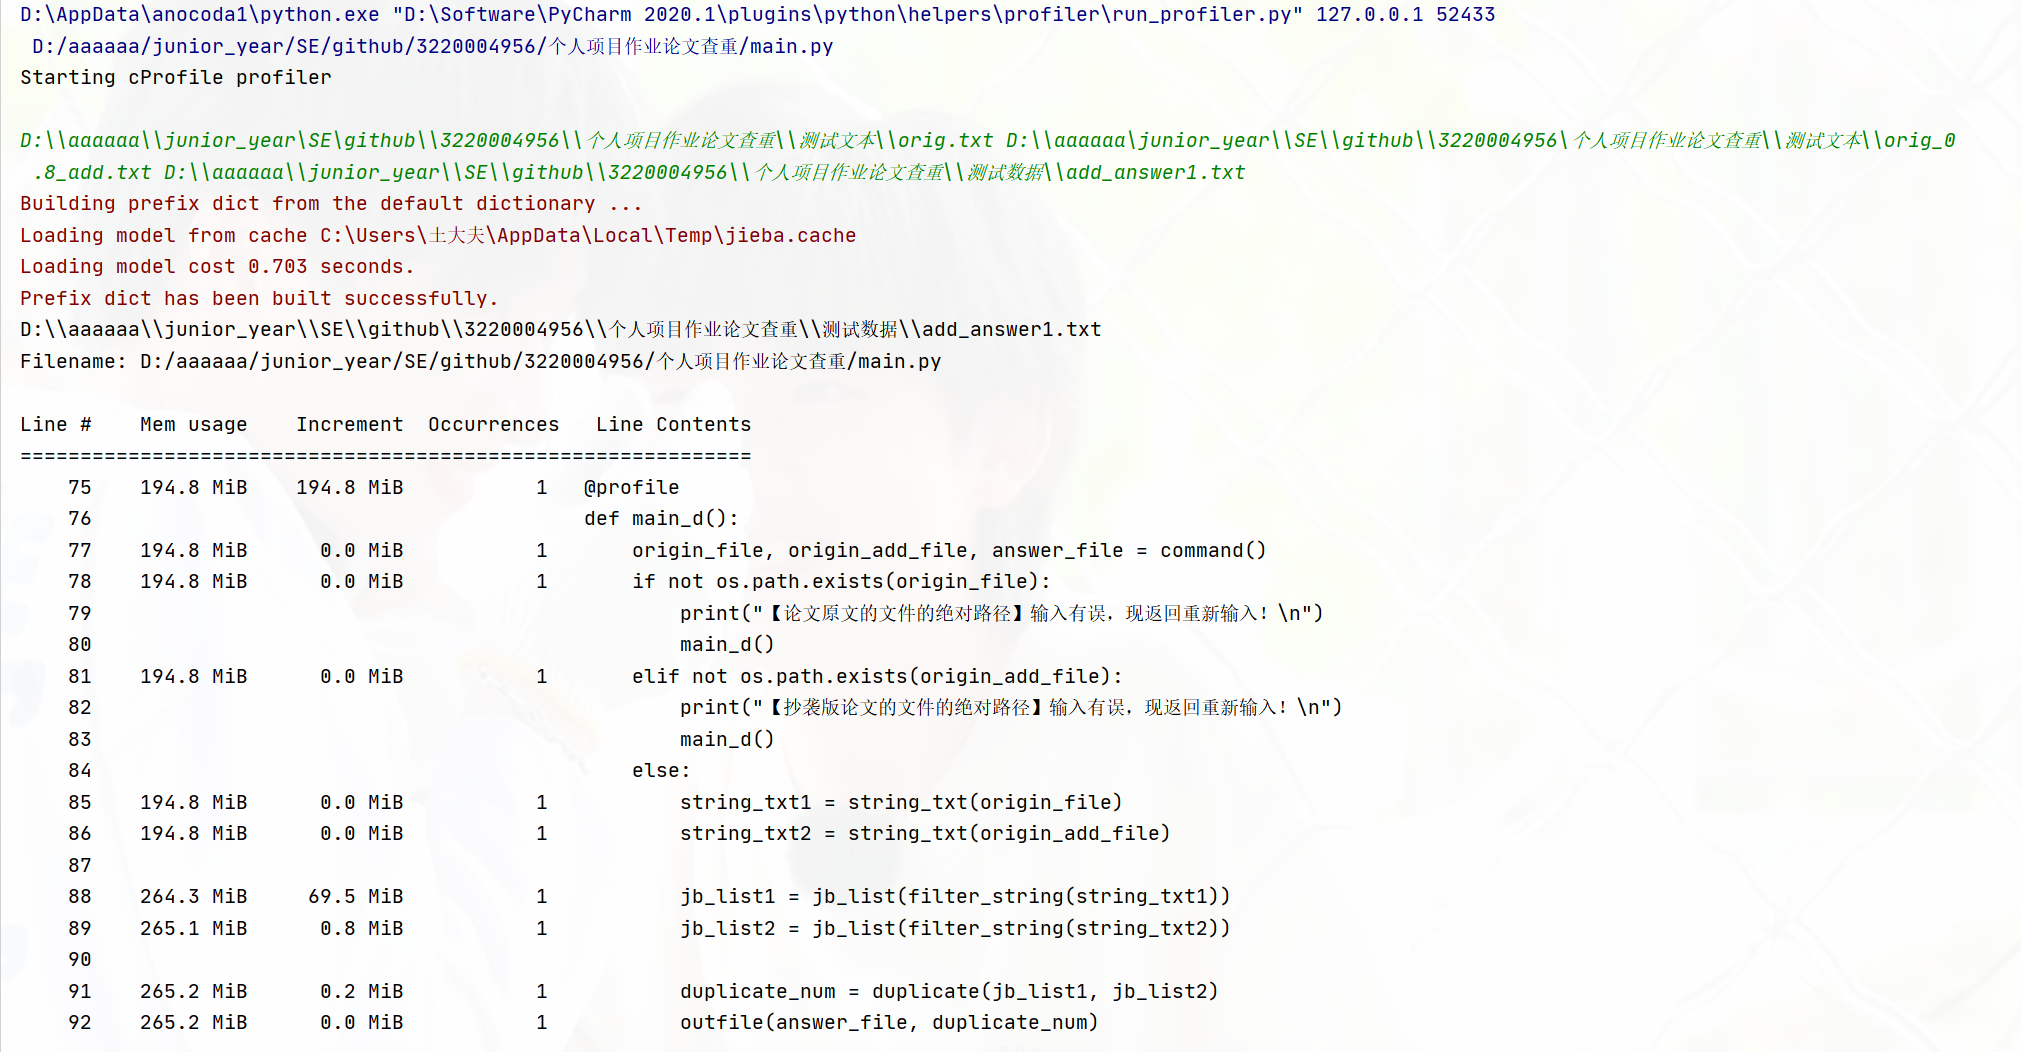 D:\AppData\anocoda1\python.exe "D:\Software\PyCharm 2020.1\plugins\python\helpers\profiler\run_profiler.py" 127.0.0.1 52433
D:/aaaaaa/junior_year/SE/github/3220004956/个人项目作业论文查重/main.py
Starting cProfile profiler
D:\\aaaaaa\\junior_year\SE\github\\3220004956\\个人项目作业论文查重\\测试文本\\orig.txt D:\\aaaaaa\junior_year\\SE\\github\\3220004956\个人项目作业论文查重\\测试文本\\orig_0
.8_add.txt D:\\aaaaaa\\junior_year\\SE\\github\\3220004956\\个人项目作业论文查重\\测试数据\\add_answer1.txt
Building prefix dict from the default dictionary ...
Loading model from cache C:\Users\土大夫\AppData\Local\Temp\jieba.cache
Loading model cost 0.703 seconds.
Prefix dict has been built successfully.
D:\\aaaaaa\\junior_year\\SE\\github\\3220004956\\个人项目作业论文查重\\测试数据\\add_answer1.txt
Filename: D:/aaaaaa/junior_year/SE/github/3220004956/个人项目作业论文查重/main.py
Line #    Mem usage    Increment  Occurrences   Line Contents
=============================================================
    75    194.8 MiB    194.8 MiB           1   @profile
    76                                         def main_d():
    77    194.8 MiB      0.0 MiB           1       origin_file, origin_add_file, answer_file = command()
    78    194.8 MiB      0.0 MiB           1       if not os.path.exists(origin_file):
    79                                                 print("【论文原文的文件的绝对路径】输入有误，现返回重新输入！\n")
    80                                                 main_d()
    81    194.8 MiB      0.0 MiB           1       elif not os.path.exists(origin_add_file):
    82                                                 print("【抄袭版论文的文件的绝对路径】输入有误，现返回重新输入！\n")
    83                                                 main_d()
    84                                             else:
    85    194.8 MiB      0.0 MiB           1           string_txt1 = string_txt(origin_file)
    86    194.8 MiB      0.0 MiB           1           string_txt2 = string_txt(origin_add_file)
    87
    88    264.3 MiB     69.5 MiB           1           jb_list1 = jb_list(filter_string(string_txt1))
    89    265.1 MiB      0.8 MiB           1           jb_list2 = jb_list(filter_string(string_txt2))
    90
    91    265.2 MiB      0.2 MiB           1           duplicate_num = duplicate(jb_list1, jb_list2)
    92    265.2 MiB      0.0 MiB           1           outfile(answer_file, duplicate_num)